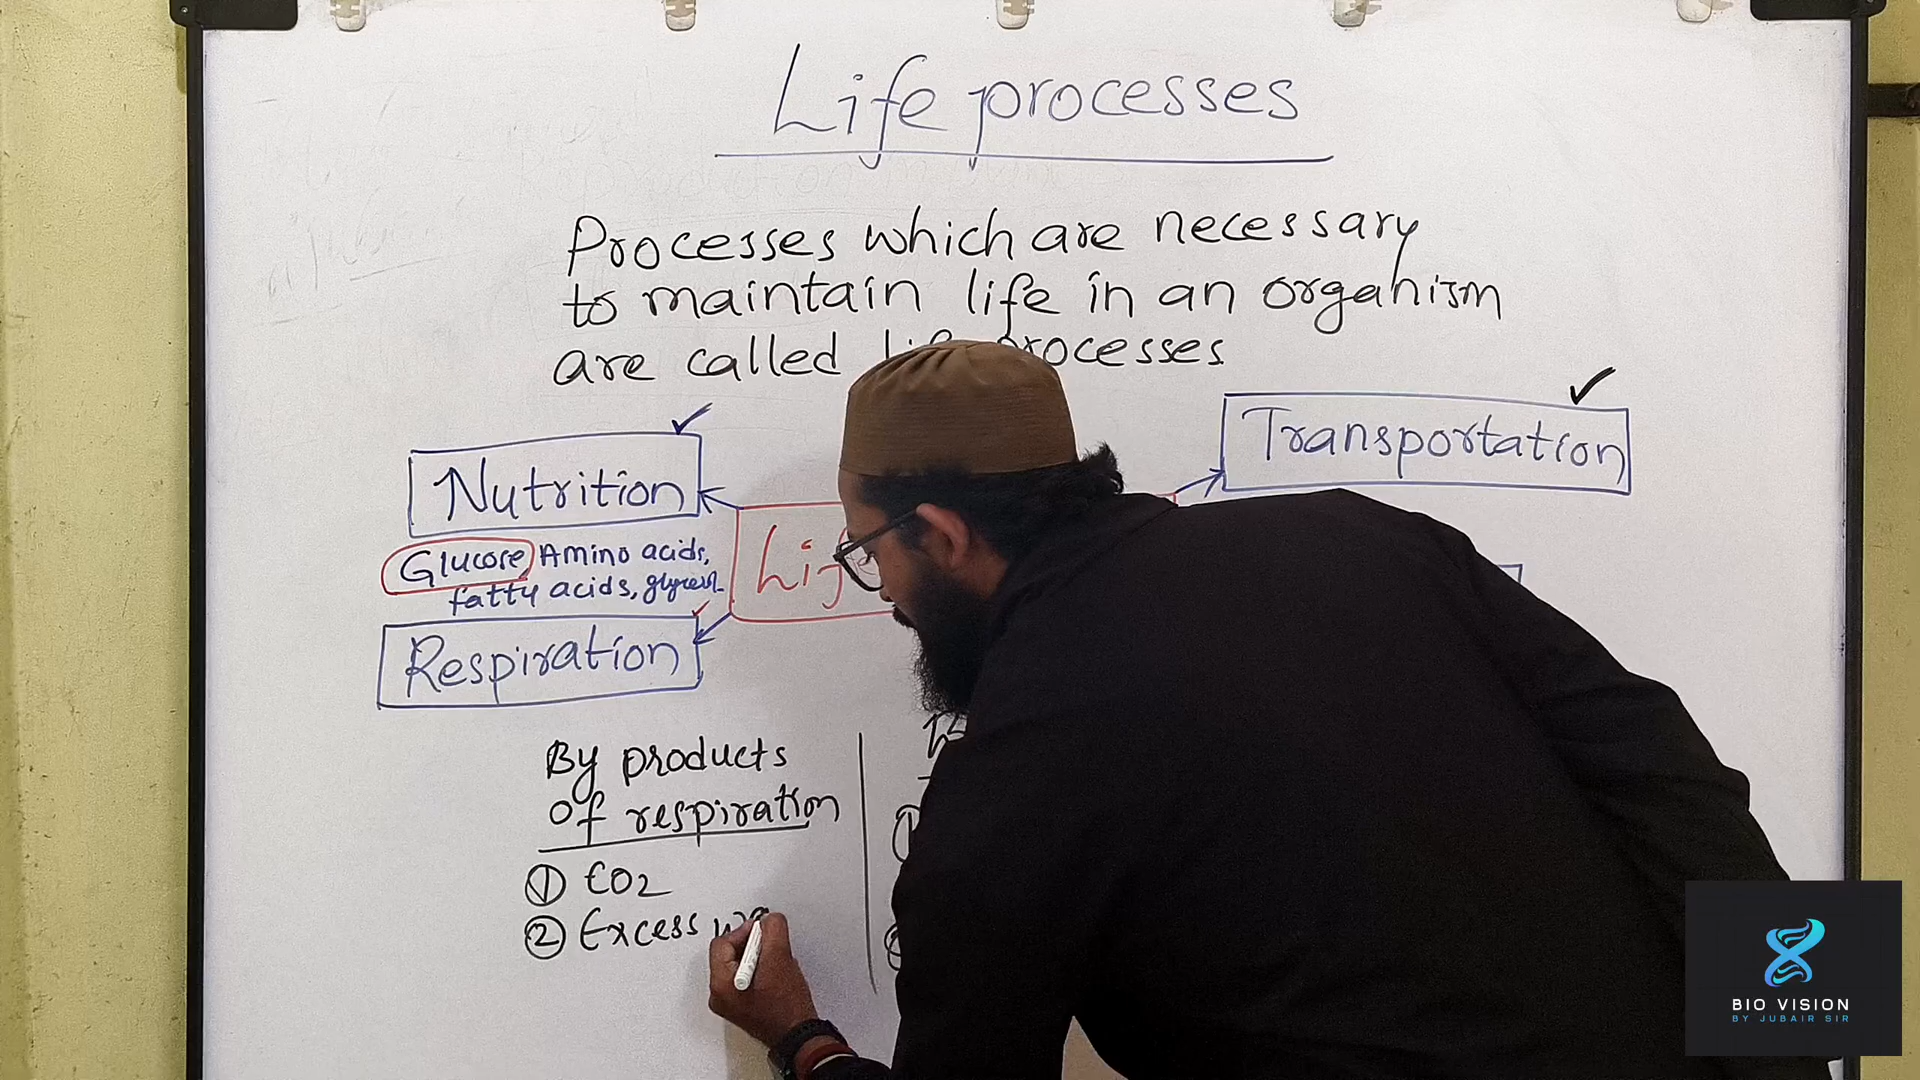 Life processes
Processes which are necessary
to maintain life in an organism
are called processes
Nutrition
Transportation
Glucose, Amino acids,
fatty acids, glycerol
Respiration
By products
of respiration
① CO2
② Excess
BIO VISION
BY JUBAIR SIR